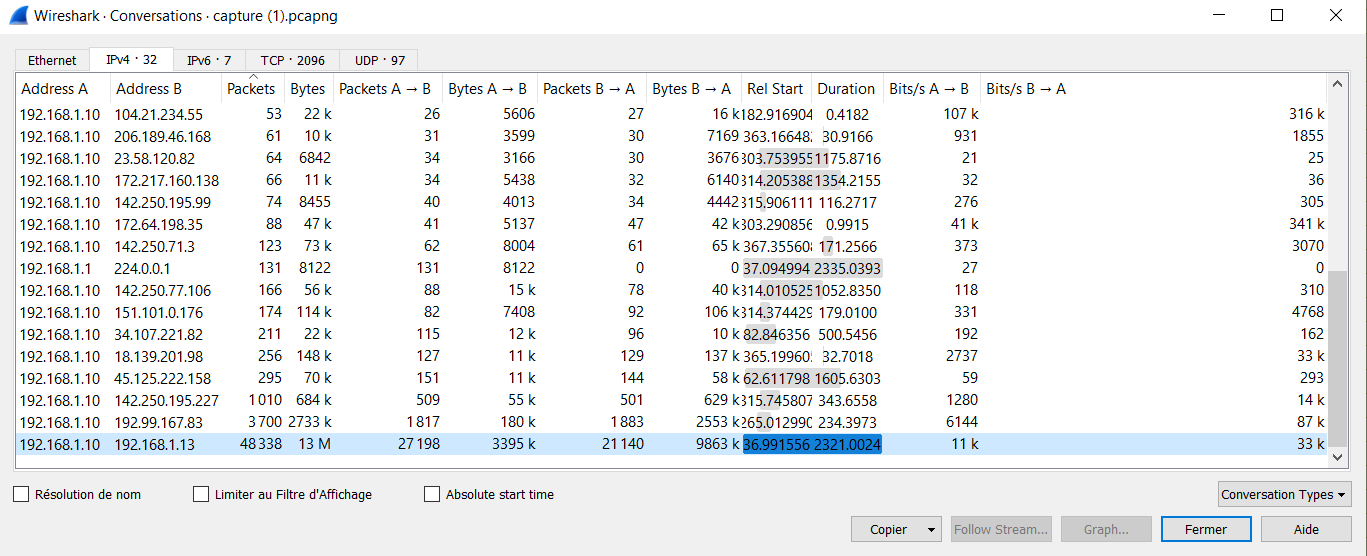 Wireshark · Conversations · capture (1).pcapng
Ethernet IPv4 · 32 IPv6 · 7 TCP · 2096 UDP · 97
Address A Address B Packets Bytes Packets A → B Bytes A → B Packets B → A Bytes B → A Rel Start Duration Bits/s A → B Bits/s B → A
192.168.1.10 104.21.234.55 53 22 k 26 5606 27 16 k 182.916904 0.4182 107 k 316 k
192.168.1.10 206.189.46.168 61 10 k 31 3599 30 7169 363.166482 30.9166 931 1855
192.168.1.10 23.58.120.82 64 6842 34 3166 30 3676 303.753955 1175.8716 21 25
192.168.1.10 172.217.160.138 66 11 k 34 5438 32 6140 314.205388 1354.2155 32 36
192.168.1.10 142.250.195.99 74 8455 40 4013 34 4442 315.906111 116.2717 276 305
192.168.1.10 172.64.198.35 88 47 k 41 5137 47 42 k 303.290856 0.9915 41 k 341 k
192.168.1.10 142.250.71.3 123 73 k 62 8004 61 65 k 367.355608 171.2566 373 3070
192.168.1.1 224.0.0.1 131 8122 131 8122 0 0 37.094994 2335.0393 27 0
192.168.1.10 142.250.77.106 166 56 k 88 15 k 78 40 k 314.010525 1052.8350 118 310
192.168.1.10 151.101.0.176 174 114 k 82 7408 92 106 k 314.374429 179.0100 331 4768
192.168.1.10 34.107.221.82 211 22 k 115 12 k 96 10 k 82.846356 500.5456 192 162
192.168.1.10 18.139.201.98 256 148 k 127 11 k 129 137 k 365.199605 32.7018 2737 33 k
192.168.1.10 45.125.222.158 295 70 k 151 11 k 144 58 k 62.611798 1605.6303 59 293
192.168.1.10 142.250.195.227 1 010 684 k 509 55 k 501 629 k 315.745807 343.6558 1280 14 k
192.168.1.10 192.99.167.83 3 700 2733 k 1 817 180 k 1 883 2553 k 265.012990 234.3973 6144 87 k
192.168.1.10 192.168.1.13 48 338 13 M 27 198 3395 k 21 140 9863 k 36.991556 2321.0024 11 k 33 k
Résolution de nom Limiter au Filtre d'Affichage Absolute start time Conversation Types
Copier Follow Stream... Graph... Fermer Aide